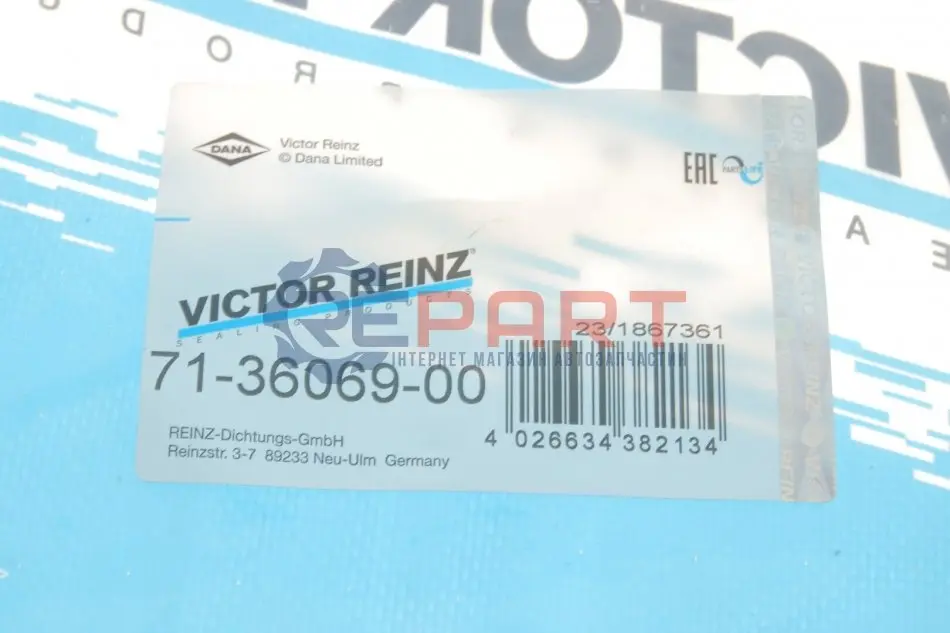 VICTOR
DANA
Victor Reinz
© Dana Limited
EAC
VICTOR REINZ®
SEALING PRODUCTS
REPART
23/1867361
ІНТЕРНЕТ МАГАЗИН АВТОЗАПЧАСТИН
71-36069-00
4 026634 382134
REINZ-Dichtungs-GmbH
Reinzstr. 3-7 89233 Neu-Ulm Germany